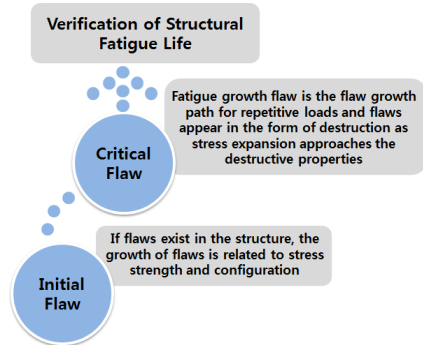 Verification of Structural
Fatigue Life
Fatigue growth flaw is the flaw growth
path for repetitive loads and flaws
appear in the form of destruction as
stress expansion approaches the
destructive properties
Critical
Flaw
If flaws exist in the structure, the
growth of flaws is related to stress
strength and configuration
Initial
Flaw